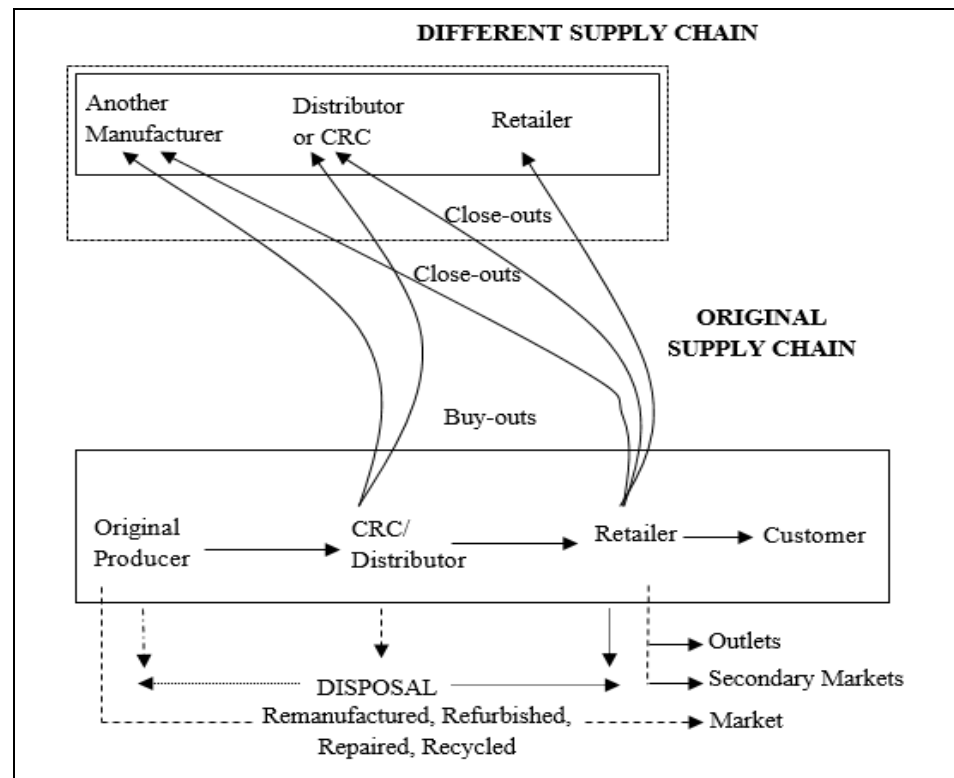 DIFFERENT SUPPLY CHAIN
Another
Manufacturer
Distributor
or CRC
Retailer
Close-outs
Close-outs
ORIGINAL
SUPPLY CHAIN
Buy-outs
Original
Producer
CRC/
Distributor
Retailer
Customer
Outlets
Secondary Markets
DISPOSAL
Remanufactured, Refurbished,
Repaired, Recycled
Market